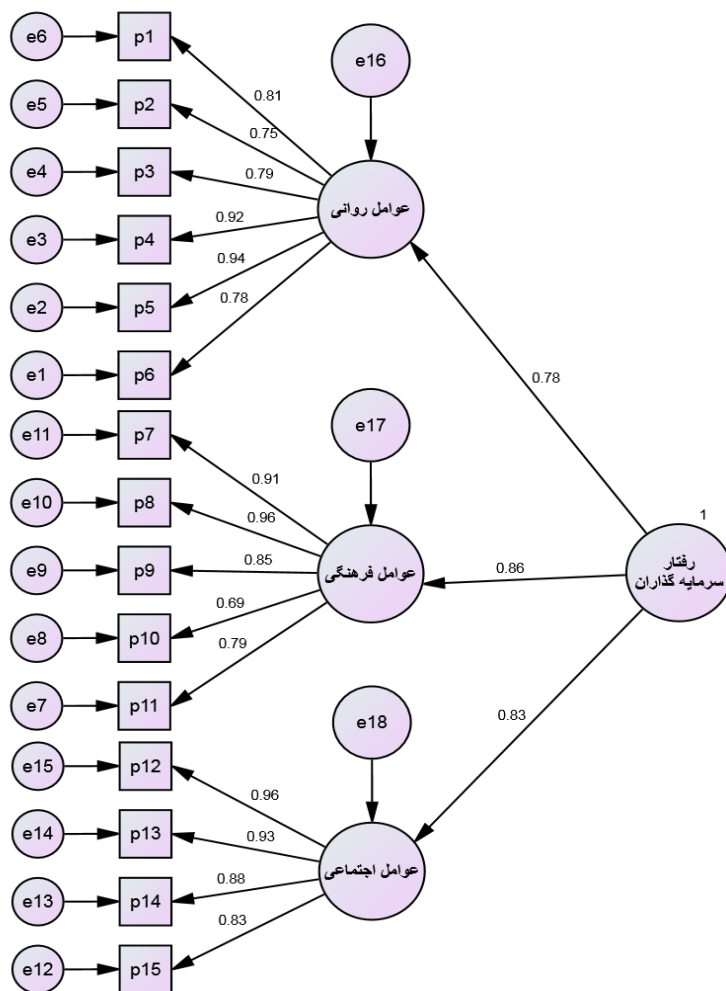 e6
p1
e16
0.81
e5
p2
0.75
e4
p3
0.79
عوامل روانی
e3
p4
0.92
e2
p5
0.94
0.78
e1
p6
0.78
e11
p7
e17
0.91
e10
p8
0.96
1
e9
p9
0.85
عوامل فرهنگی
0.86
رفتار
سرمایه گذاران
e8
p10
0.69
0.79
e7
p11
e18
0.83
e15
p12
0.96
e14
p13
0.93
عوامل اجتماعی
e13
p14
0.88
0.83
e12
p15